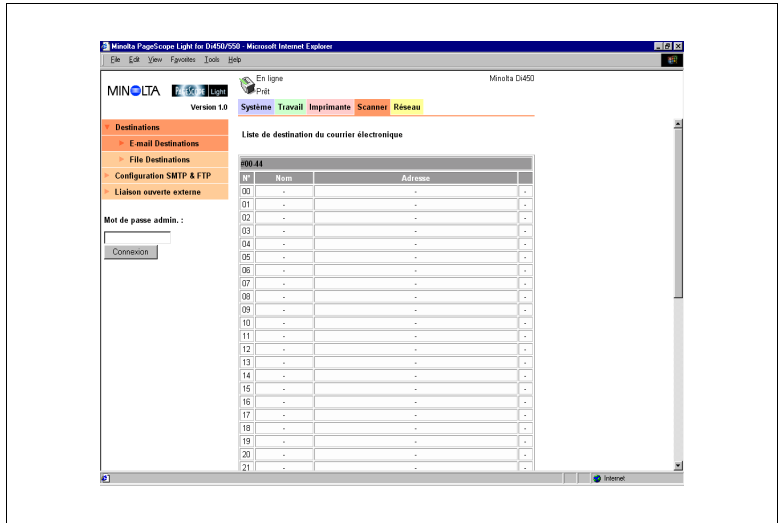 Minolta PageScope Light for Di450/550 - Microsoft Internet Explorer
File Edit View Favorites Tools Help
MINOLTA PAGESCOPE Light
Version 1.0
En ligne
Prêt
Minolta Di450
Système Travail Imprimante Scanner Réseau
Destinations
E-mail Destinations
File Destinations
Configuration SMTP & FTP
Liaison ouverte externe
Mot de passe admin. :
Connexion
Liste de destination du courrier électronique
#00-44
N° Nom Adresse
00 - - -
01 - - -
02 - - -
03 - - -
04 - - -
05 - - -
06 - - -
07 - - -
08 - - -
09 - - -
10 - - -
11 - - -
12 - - -
13 - - -
14 - - -
15 - - -
16 - - -
17 - - -
18 - - -
19 - - -
20 - - -
21 - - -
Internet